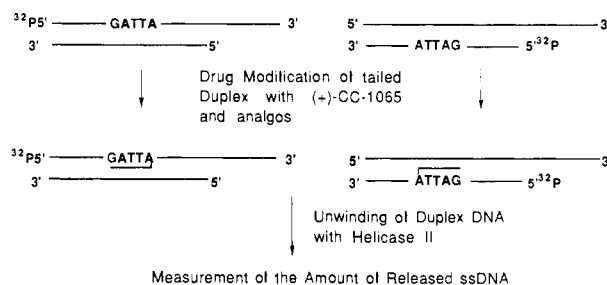 ³²P5' GATTA 3'
3' 5'
5' 3'
3' ATTAG 5'³²P
Drug Modification of tailed
Duplex with (+)-CC-1065
and analgos
³²P5' GATTA 3'
3' 5'
5' 3'
3' ATTAG 5'³²P
Unwinding of Duplex DNA
with Helicase II
Measurement of the Amount of Released ssDNA